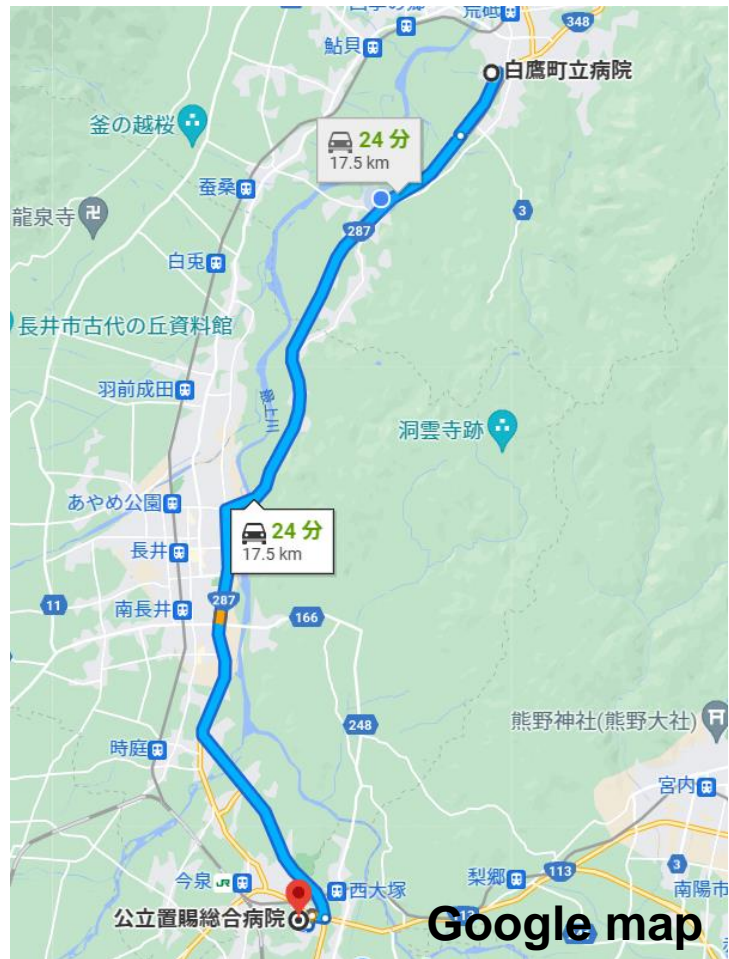 荒砥
348
鮎貝
白鷹町立病院
釜の越桜
24 分
17.5 km
蚕桑
龍泉寺
3
287
白兎
長井市古代の丘資料館
羽前成田
最上川
洞雲寺跡
あやめ公園
24 分
17.5 km
長井
11
287
南長井
166
熊野神社(熊野大社)
248
時庭
宮内
今泉
JR
西大塚
梨郷
113
3
南陽市
公立置賜総合病院
Google map